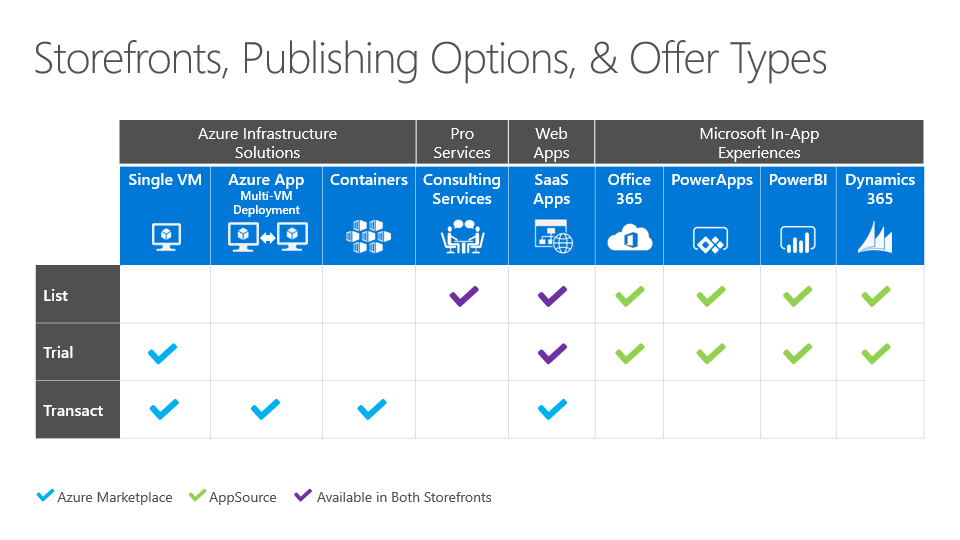 Storefronts, Publishing Options, & Offer Types
Azure Infrastructure
Solutions
Pro
Services
Web
Apps
Microsoft In-App
Experiences
Single VM
Azure App
Multi-VM
Deployment
Containers
Consulting
Services
SaaS
Apps
Office
365
PowerApps
PowerBI
Dynamics
365
List
Trial
Transact
Azure Marketplace
AppSource
Available in Both Storefronts